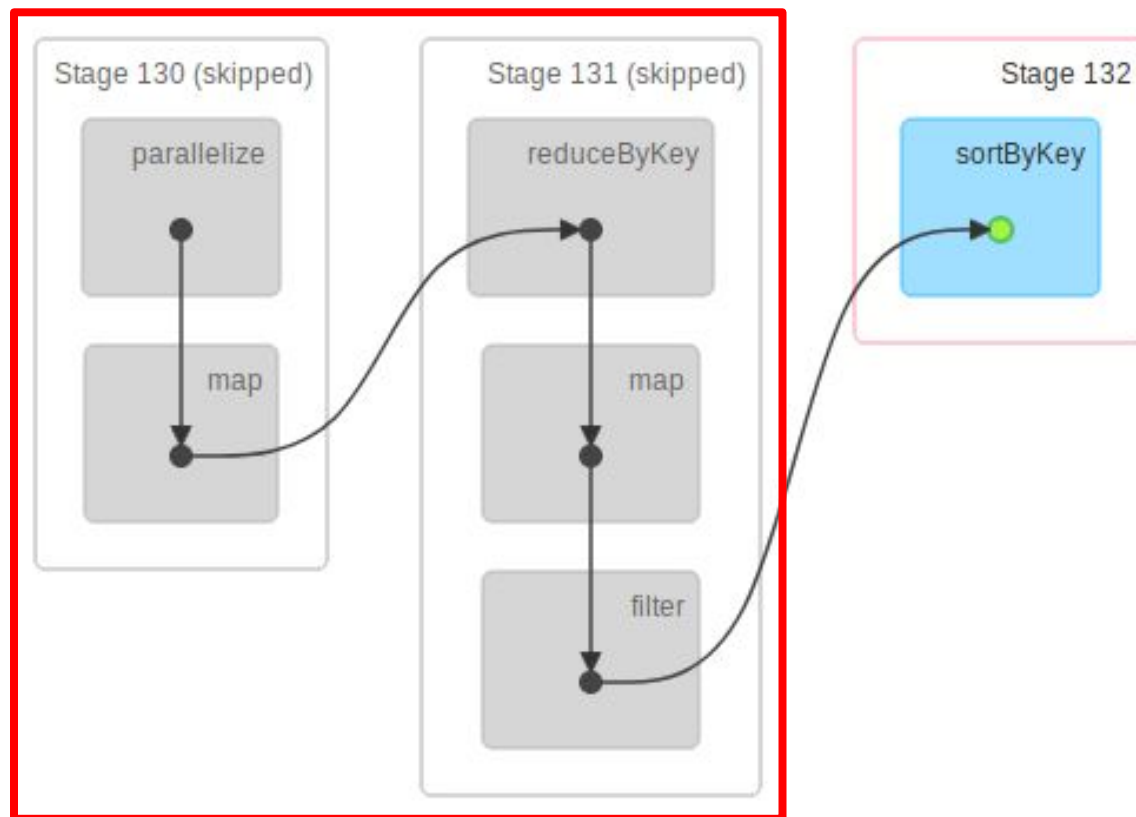 Stage 130 (skipped)
parallelize
map
Stage 131 (skipped)
reduceByKey
map
filter
Stage 132
sortByKey